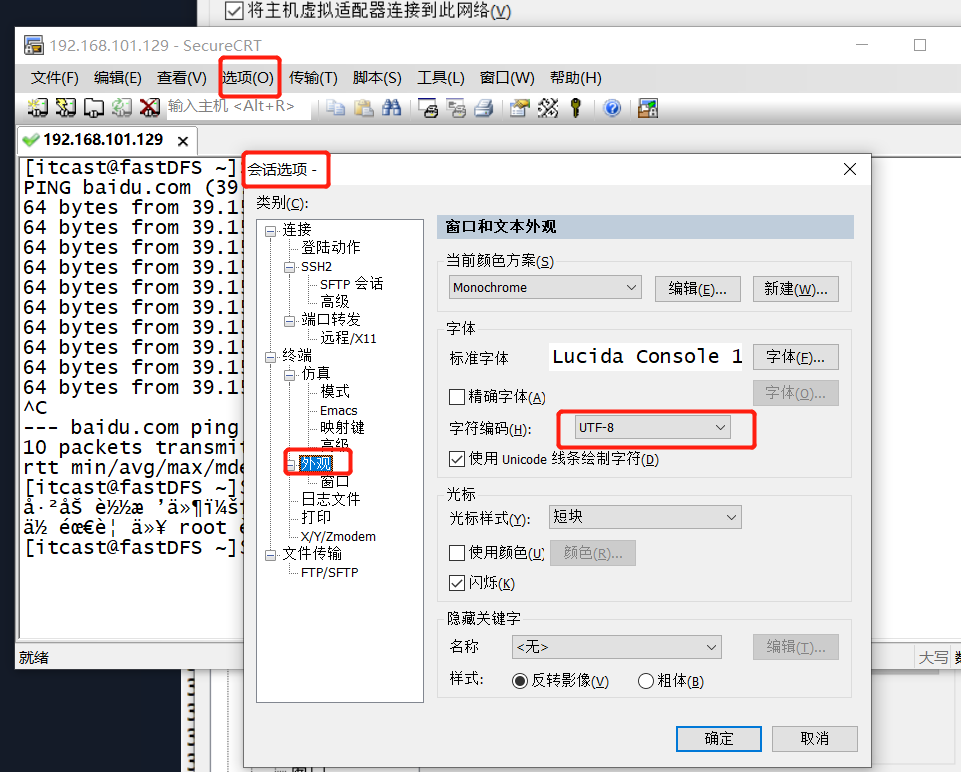 将主机虚拟适配器连接到此网络(V)
192.168.101.129 - SecureCRT
文件(F) 编辑(E) 查看(V) 选项(O) 传输(T) 脚本(S) 工具(L) 窗口(W) 帮助(H)
输入主机 <Alt+R>
192.168.101.129
[itcast@fastDFS ~]
PING baidu.com (39
64 bytes from 39.15
64 bytes from 39.15
64 bytes from 39.15
64 bytes from 39.15
64 bytes from 39.15
64 bytes from 39.15
64 bytes from 39.15
64 bytes from 39.15
64 bytes from 39.15
64 bytes from 39.15
^C
--- baidu.com ping
10 packets transmit
rtt min/avg/max/mde
[itcast@fastDFS ~]
root
[itcast@fastDFS ~]
就绪
大写
会话选项 -
类别(C):
连接
登陆动作
SSH2
SFTP 会话
高级
端口转发
远程/X11
终端
仿真
模式
Emacs
映射键
高级
外观
窗口
日志文件
打印
X/Y/Zmodem
文件传输
FTP/SFTP
窗口和文本外观
当前颜色方案(S)
Monochrome 编辑(E)... 新建(W)...
字体
标准字体 Lucida Console 1 字体(F)...
精确字体(A) 字体(O)...
字符编码(H): UTF-8
使用 Unicode 线条绘制字符(D)
光标
光标样式(Y): 短块
使用颜色(U) 颜色(R)...
闪烁(K)
隐藏关键字
名称 <无> 编辑(T)...
样式: 反转影像(V) 粗体(B)
确定 取消